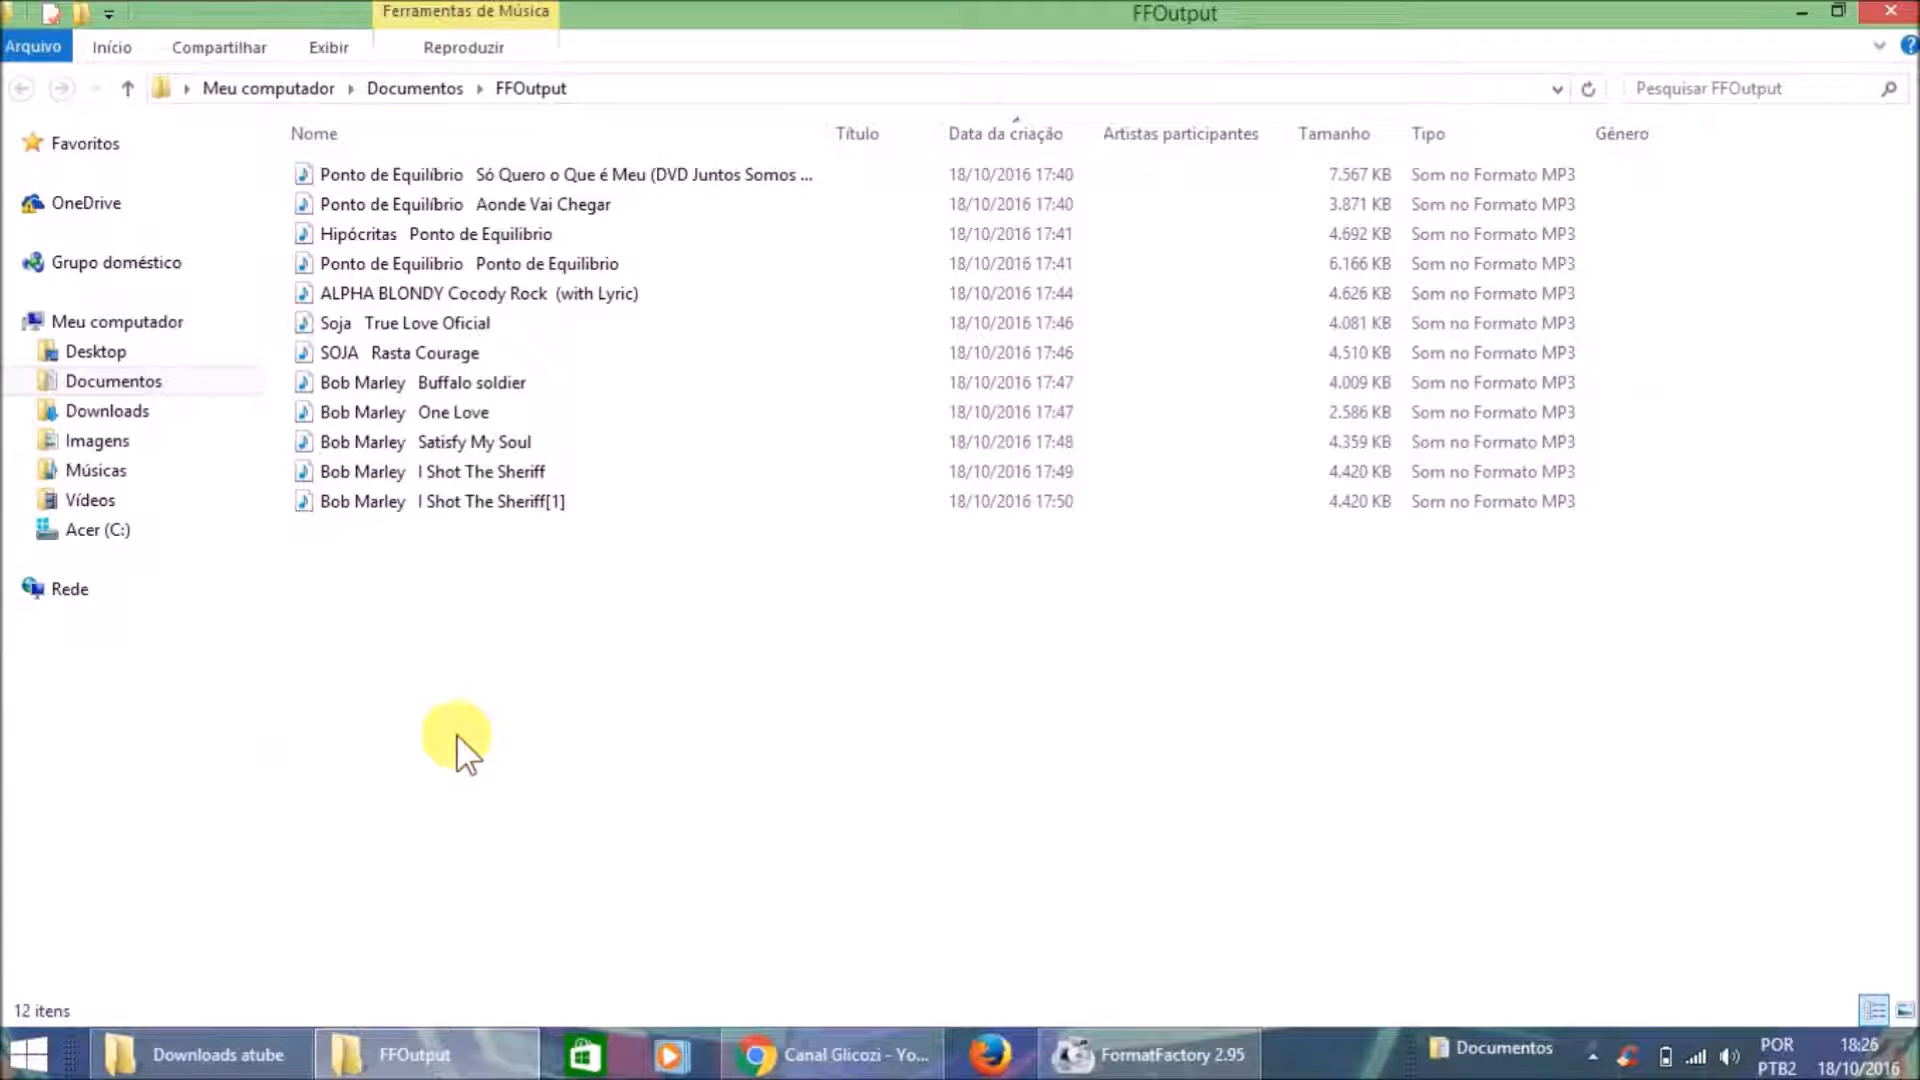 Ferramentas de Música
FFOutput
Arquivo Início Compartilhar Exibir Reproduzir
Meu computador Documentos FFOutput
Pesquisar FFOutput
Favoritos
OneDrive
Grupo doméstico
Meu computador
Desktop
Documentos
Downloads
Imagens
Músicas
Vídeos
Acer (C:)
Rede
Nome Título Data da criação Artistas participantes Tamanho Tipo Gênero
Ponto de Equilíbrio Só Quero o Que é Meu (DVD Juntos Somos ... 18/10/2016 17:40 7.567 KB Som no Formato MP3
Ponto de Equilíbrio Aonde Vai Chegar 18/10/2016 17:40 3.871 KB Som no Formato MP3
Hipócritas Ponto de Equilibrio 18/10/2016 17:41 4.692 KB Som no Formato MP3
Ponto de Equilibrio Ponto de Equilibrio 18/10/2016 17:41 6.166 KB Som no Formato MP3
ALPHA BLONDY Cocody Rock (with Lyric) 18/10/2016 17:44 4.626 KB Som no Formato MP3
Soja True Love Oficial 18/10/2016 17:46 4.081 KB Som no Formato MP3
SOJA Rasta Courage 18/10/2016 17:46 4.510 KB Som no Formato MP3
Bob Marley Buffalo soldier 18/10/2016 17:47 4.009 KB Som no Formato MP3
Bob Marley One Love 18/10/2016 17:47 2.586 KB Som no Formato MP3
Bob Marley Satisfy My Soul 18/10/2016 17:48 4.359 KB Som no Formato MP3
Bob Marley I Shot The Sheriff 18/10/2016 17:49 4.420 KB Som no Formato MP3
Bob Marley I Shot The Sheriff[1] 18/10/2016 17:50 4.420 KB Som no Formato MP3
12 itens
Downloads atube
FFOutput
Canal Glicozi - Yo...
FormatFactory 2.95
Documentos
POR
PTB2
18:26
18/10/2016